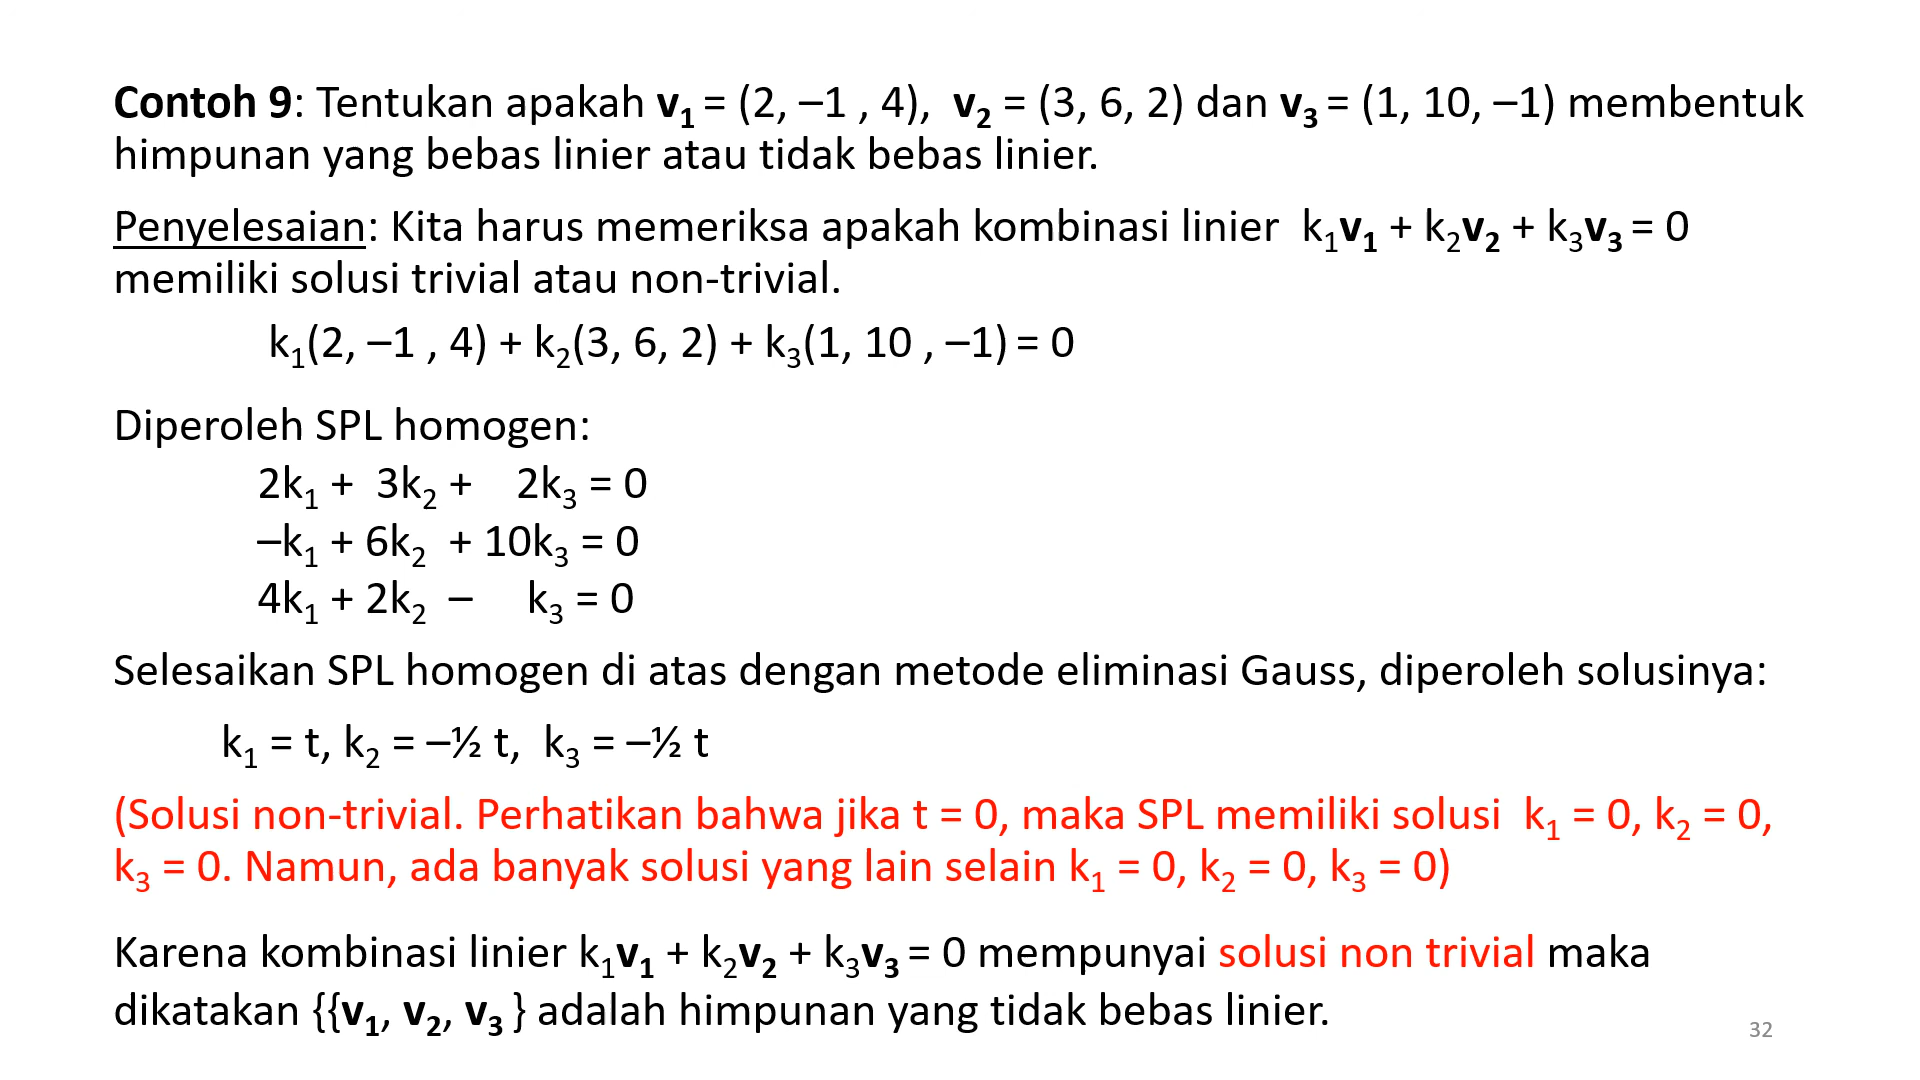 Contoh 9: Tentukan apakah v₁ = (2, –1 , 4), v₂ = (3, 6, 2) dan v₃ = (1, 10, –1) membentuk
himpunan yang bebas linier atau tidak bebas linier.
Penyelesaian: Kita harus memeriksa apakah kombinasi linier k₁v₁ + k₂v₂ + k₃v₃ = 0
memiliki solusi trivial atau non-trivial.
k₁(2, –1 , 4) + k₂(3, 6, 2) + k₃(1, 10 , –1) = 0
Diperoleh SPL homogen:
2k₁ + 3k₂ + 2k₃ = 0
–k₁ + 6k₂ + 10k₃ = 0
4k₁ + 2k₂ – k₃ = 0
Selesaikan SPL homogen di atas dengan metode eliminasi Gauss, diperoleh solusinya:
k₁ = t, k₂ = –½ t, k₃ = –½ t
(Solusi non-trivial. Perhatikan bahwa jika t = 0, maka SPL memiliki solusi k₁ = 0, k₂ = 0,
k₃ = 0. Namun, ada banyak solusi yang lain selain k₁ = 0, k₂ = 0, k₃ = 0)
Karena kombinasi linier k₁v₁ + k₂v₂ + k₃v₃ = 0 mempunyai solusi non trivial maka
dikatakan {{v₁, v₂, v₃ } adalah himpunan yang tidak bebas linier.
32